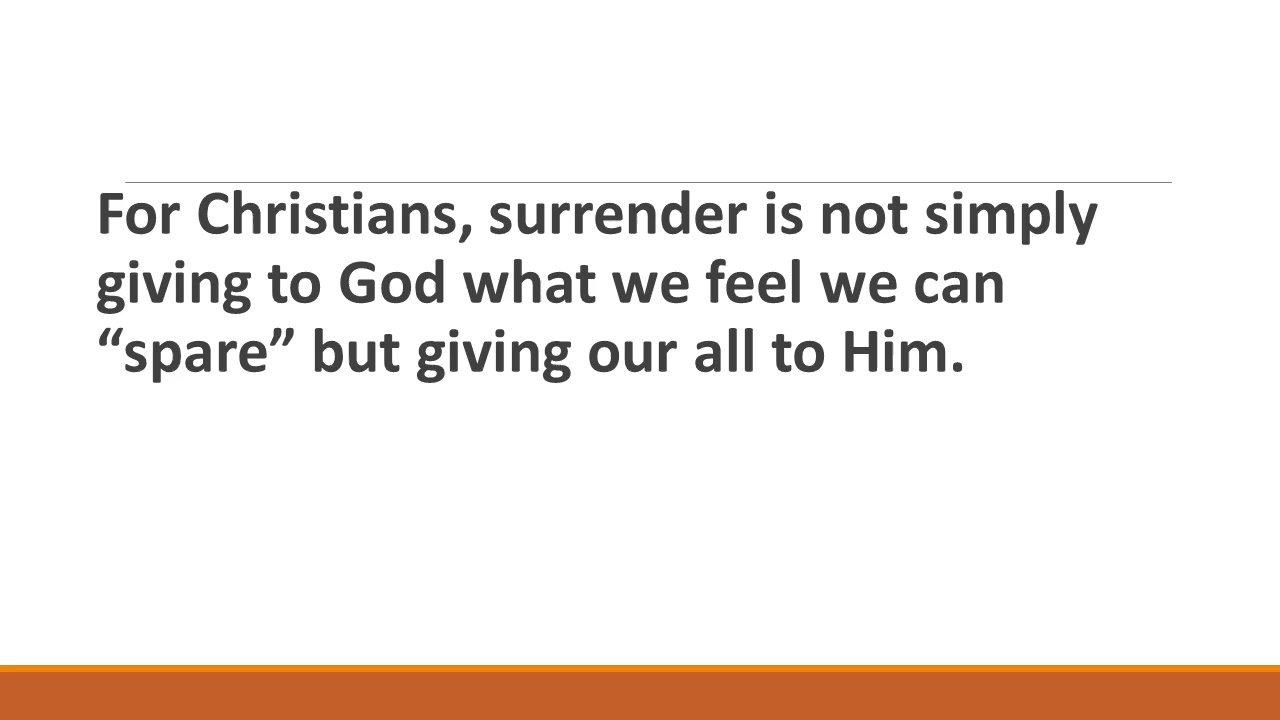 For Christians, surrender is not simply
giving to God what we feel we can
“spare” but giving our all to Him.